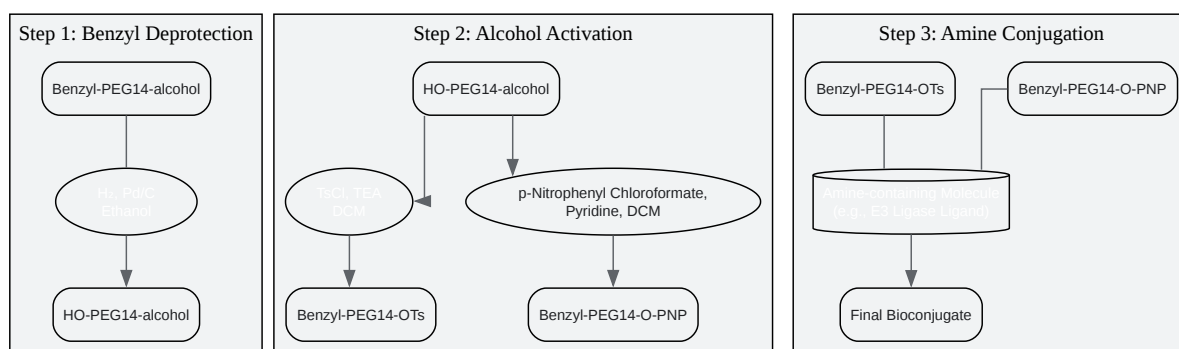 Step 1: Benzyl Deprotection
Benzyl-PEG14-alcohol
H₂, Pd/C
Ethanol
HO-PEG14-alcohol
Step 2: Alcohol Activation
HO-PEG14-alcohol
TsCl, TEA
DCM
p-Nitrophenyl Chloroformate,
Pyridine, DCM
Benzyl-PEG14-OTs
Benzyl-PEG14-O-PNP
Step 3: Amine Conjugation
Benzyl-PEG14-OTs
Benzyl-PEG14-O-PNP
Amine-containing Molecule
(e.g., E3 Ligase Ligand)
Final Bioconjugate